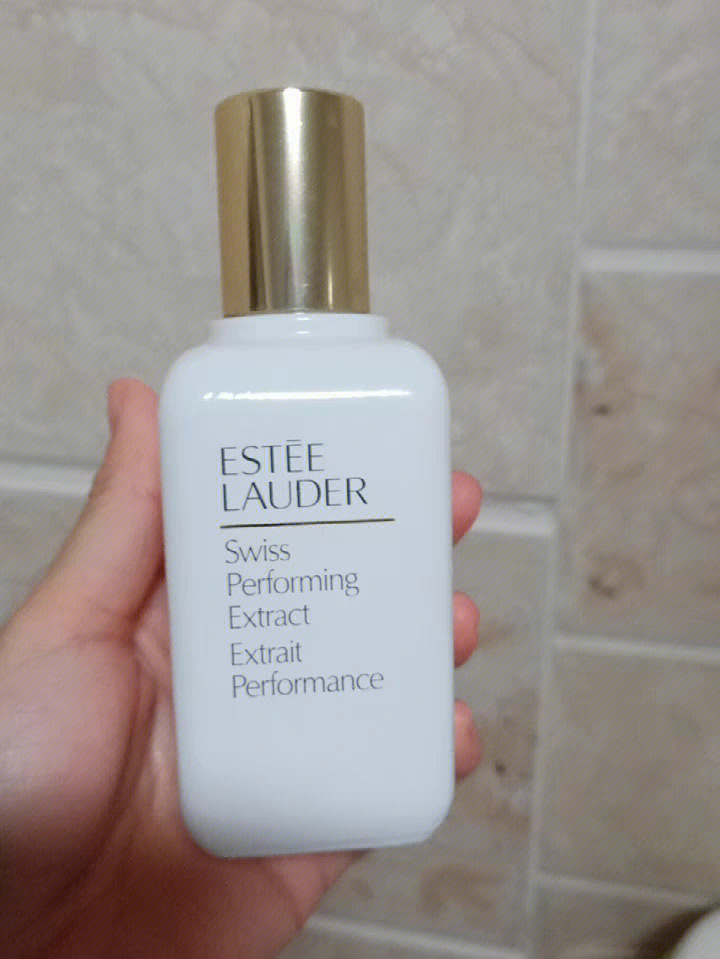 ESTĒE
LAUDER
Swiss
Performing
Extract
Extrait
Performance